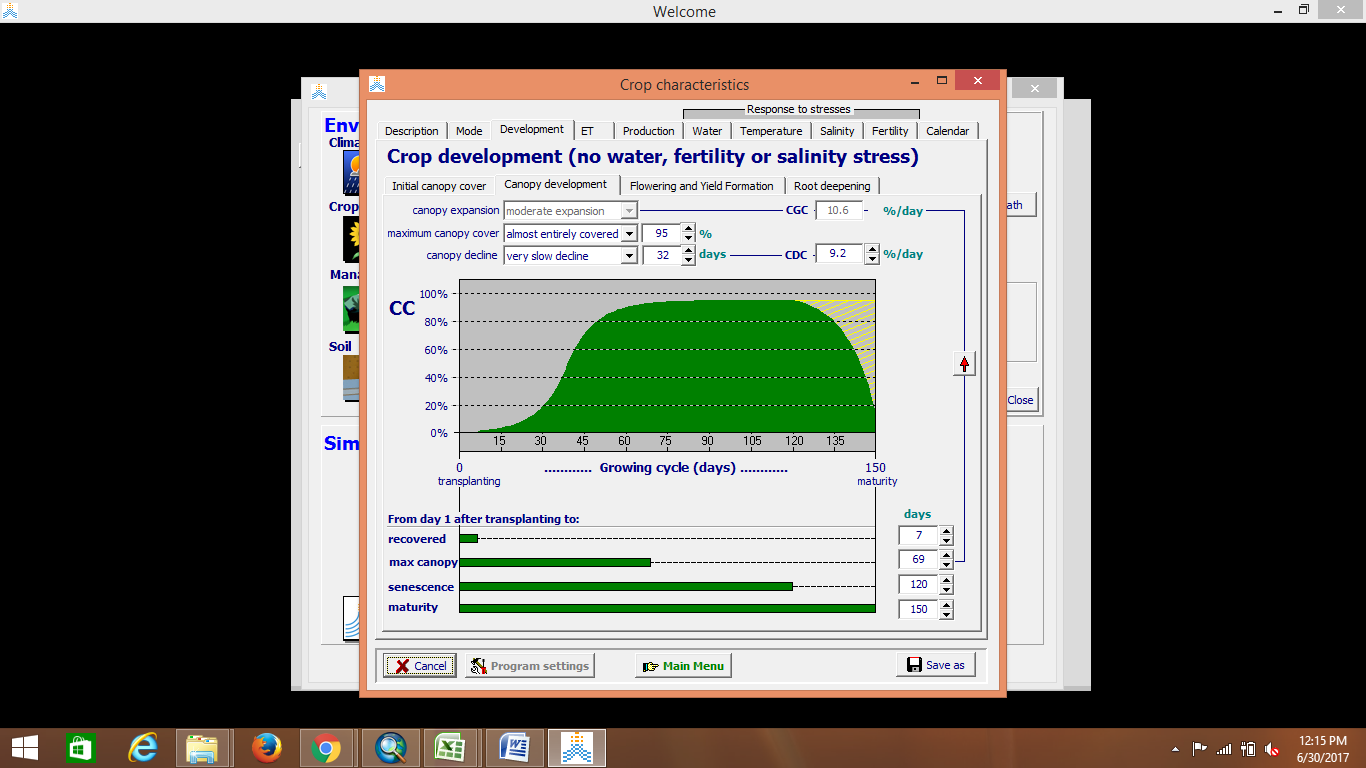 Welcome
Crop characteristics
Env
Clima
Crop
Mana
Soil
Sim
ath
Close
Response to stresses
Description Mode Development ET Production Water Temperature Salinity Fertility Calendar
Crop development (no water, fertility or salinity stress)
Initial canopy cover Canopy development Flowering and Yield Formation Root deepening
canopy expansion moderate expansion CGC 10.6 %/day
maximum canopy cover almost entirely covered 95 %
canopy decline very slow decline 32 days CDC 9.2 %/day
CC
100%
80%
60%
40%
20%
0%
15 30 45 60 75 90 105 120 135
0 ............ Growing cycle (days) ............ 150
transplanting maturity
days
From day 1 after transplanting to:
recovered 7
max canopy 69
senescence 120
maturity 150
Cancel Program settings Main Menu Save as
12:15 PM
6/30/2017